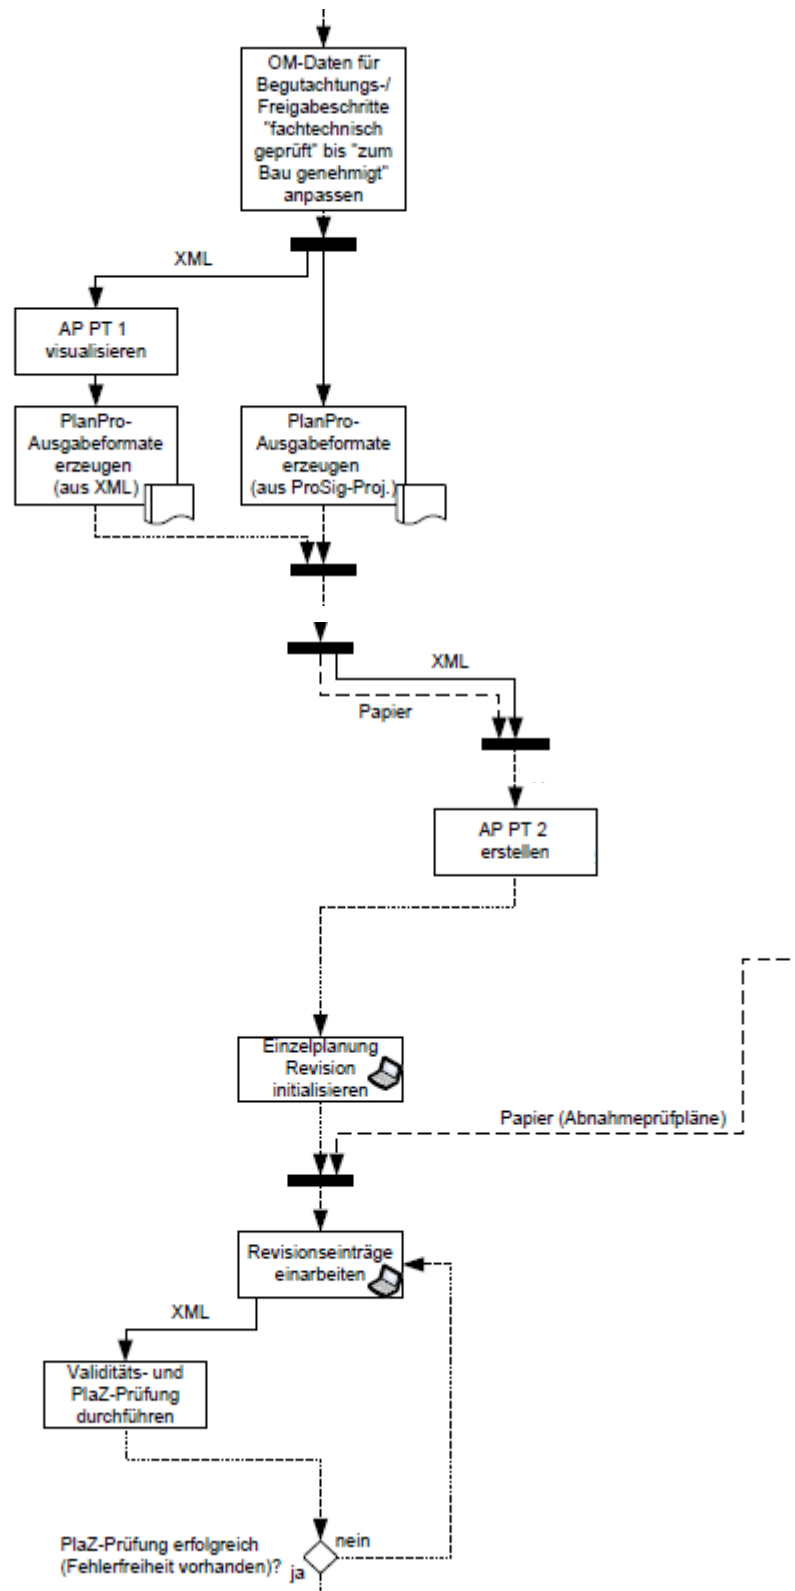 OM-Daten für
Begutachtungs-/
Freigabeschritte
"fachtechnisch
geprüft" bis "zum
Bau genehmigt"
anpassen
XML
AP PT 1
visualisieren
PlanPro-
Ausgabeformate
erzeugen
(aus XML)
PlanPro-
Ausgabeformate
erzeugen
(aus ProSig-Proj.)
XML
Papier
AP PT 2
erstellen
Einzelplanung
Revision
initialisieren
Papier (Abnahmeprüfpläne)
Revisionseinträge
einarbeiten
XML
Validitäts- und
PlaZ-Prüfung
durchführen
PlaZ-Prüfung erfolgreich
(Fehlerfreiheit vorhanden)?
nein
ja